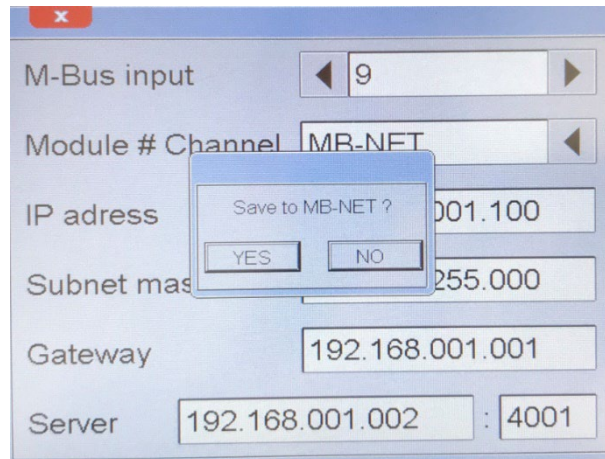 x
M-Bus input 9
Module # Channel MB-NET
IP adress 001.100
Save to MB-NET ?
YES NO
Subnet mas 255.000
Gateway 192.168.001.001
Server 192.168.001.002 : 4001